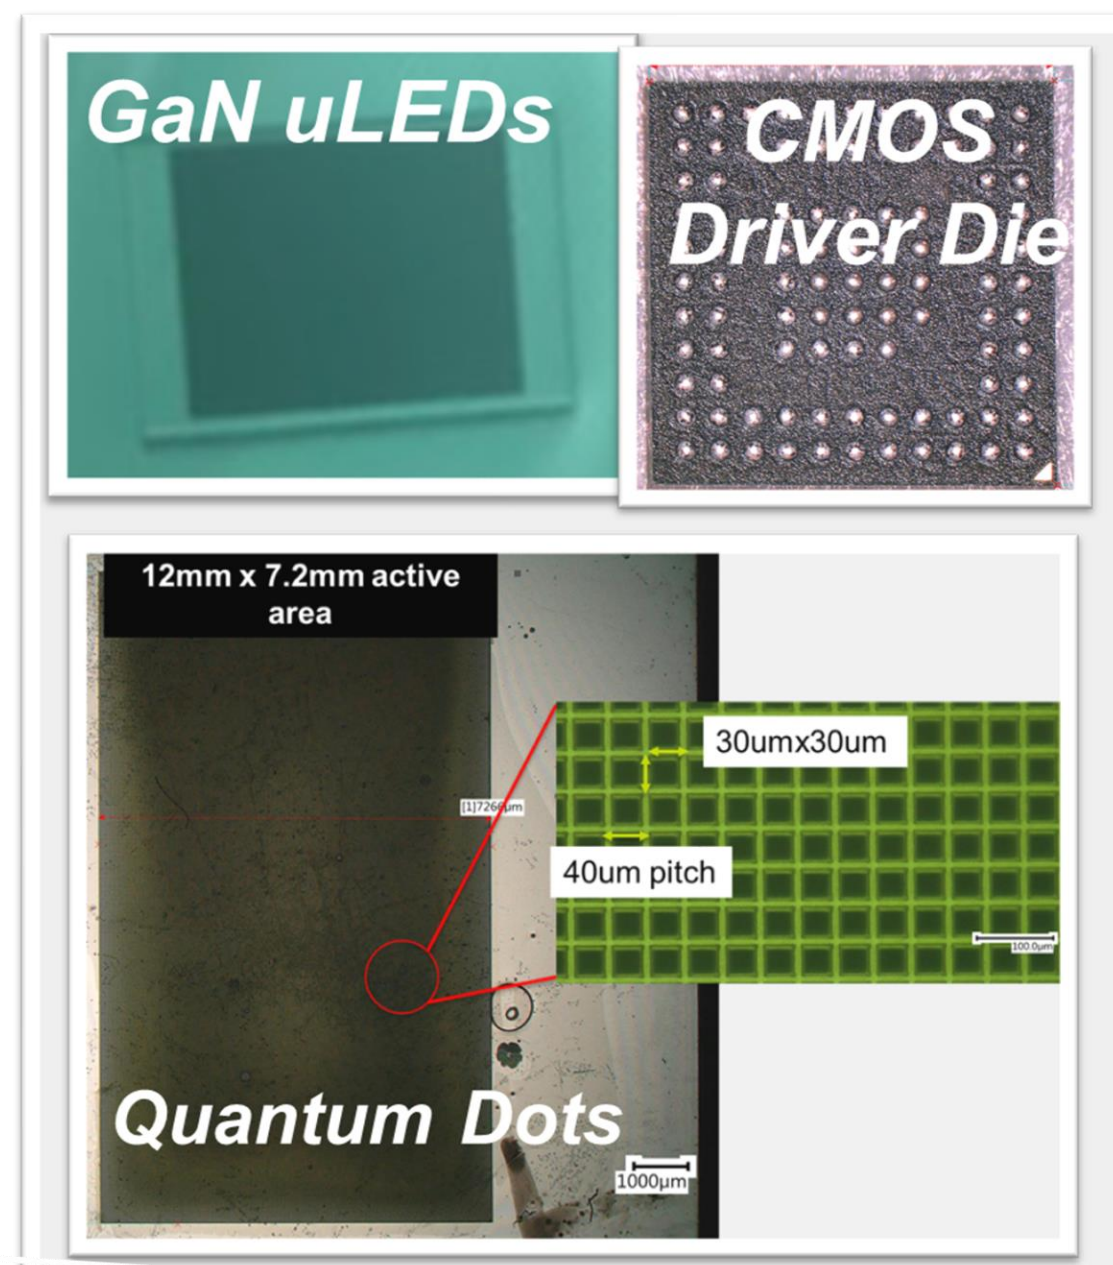 GaN uLEDs
CMOS
Driver Die
12mm x 7.2mm active
area
30umx30um
[1]7266µm
40um pitch
100.0µm
Quantum Dots
1000µm